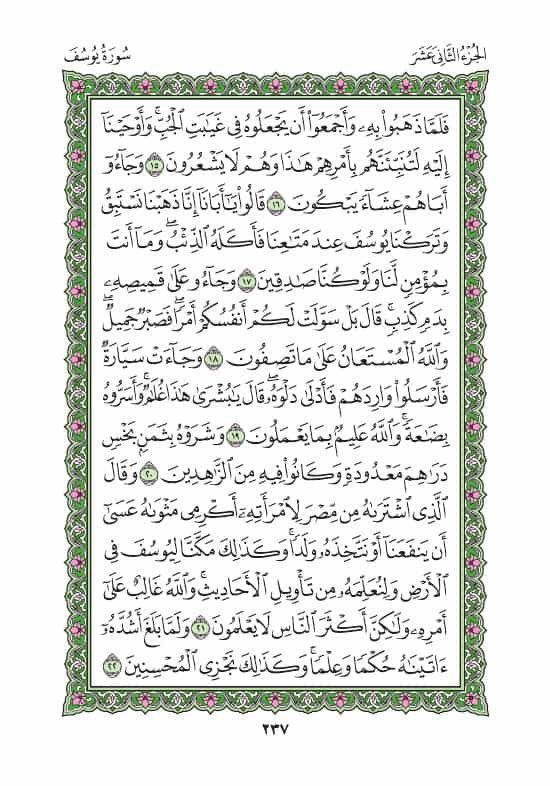 الجُزْءُ الثَّانِي عَشَرَ
سُورَةُ يُوسُفَ
فَلَمَّا ذَهَبُوا۟ بِهِۦ وَأَجْمَعُوٓا۟ أَن يَجْعَلُوهُ فِى غَيَٰبَتِ ٱلْجُبِّ ۚ وَأَوْحَيْنَآ
إِلَيْهِ لَتُنَبِّئَنَّهُم بِأَمْرِهِمْ هَٰذَا وَهُمْ لَا يَشْعُرُونَ ١٥ وَجَآءُوٓ
أَبَاهُمْ عِشَآءً يَبْكُونَ ١٦ قَالُوا۟ يَٰٓأَبَانَآ إِنَّا ذَهَبْنَا نَسْتَبِقُ
وَتَرَكْنَا يُوسُفَ عِندَ مَتَٰعِنَا فَأَكَلَهُ ٱلذِّئْبُ ۖ وَمَآ أَنتَ
بِمُؤْمِنٍ لَّنَا وَلَوْ كُنَّا صَٰدِقِينَ ١٧ وَجَآءُو عَلَىٰ قَمِيصِهِۦ
بِدَمٍ كَذِبٍ ۚ قَالَ بَلْ سَوَّلَتْ لَكُمْ أَنفُسُكُمْ أَمْرًا ۖ فَصَبْرٌ جَمِيلٌ ۖ
وَٱللَّهُ ٱلْمُسْتَعَانُ عَلَىٰ مَا تَصِفُونَ ١٨ وَجَآءَتْ سَيَّارَةٌ
فَأَرْسَلُوا۟ وَارِدَهُمْ فَأَدْلَىٰ دَلْوَهُۥ ۖ قَالَ يَٰبُشْرَىٰ هَٰذَا غُلَٰمٌ ۚ وَأَسَرُّوهُ
بِضَٰعَةً ۚ وَٱللَّهُ عَلِيمٌۢ بِمَا يَعْمَلُونَ ١٩ وَشَرَوْهُ بِثَمَنٍۭ بَخْسٍ
دَرَٰهِمَ مَعْدُودَةٍ وَكَانُوا۟ فِيهِ مِنَ ٱلزَّٰهِدِينَ ٢٠ وَقَالَ
ٱلَّذِى ٱشْتَرَىٰهُ مِن مِّصْرَ لِٱمْرَأَتِهِۦٓ أَكْرِمِى مَثْوَىٰهُ عَسَىٰٓ
أَن يَنفَعَنَآ أَوْ نَتَّخِذَهُۥ وَلَدًا ۚ وَكَذَٰلِكَ مَكَّنَّا لِيُوسُفَ فِى
ٱلْأَرْضِ وَلِنُعَلِّمَهُۥ مِن تَأْوِيلِ ٱلْأَحَادِيثِ ۚ وَٱللَّهُ غَالِبٌ عَلَىٰٓ
أَمْرِهِۦ وَلَٰكِنَّ أَكْثَرَ ٱلنَّاسِ لَا يَعْلَمُونَ ٢١ وَلَمَّا بَلَغَ أَشُدَّهُۥٓ
ءَاتَيْنَٰهُ حُكْمًا وَعِلْمًا ۚ وَكَذَٰلِكَ نَجْزِى ٱلْمُحْسِنِينَ ٢٢
٢٣٧